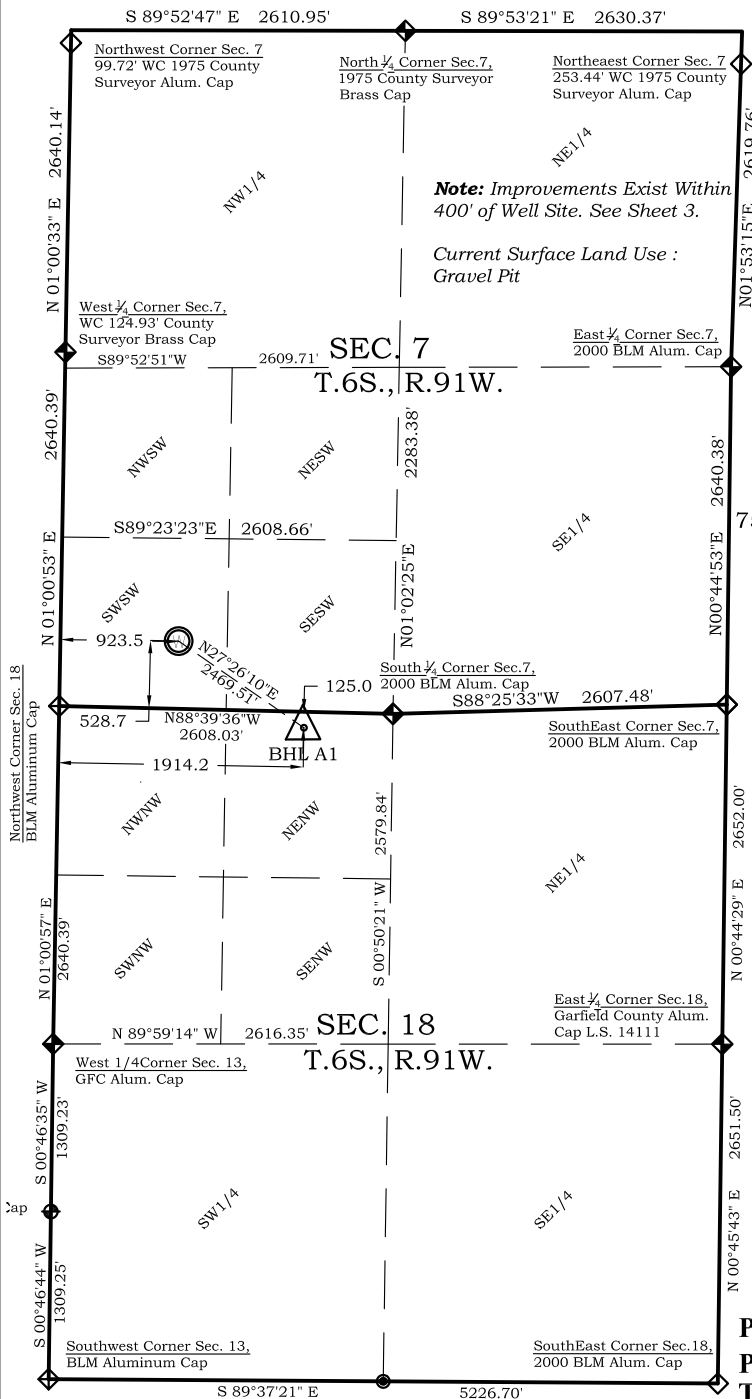 S 89°52'47" E 2610.95'
S 89°53'21" E 2630.37'
Northwest Corner Sec. 7
99.72' WC 1975 County
Surveyor Alum. Cap
North 1/4 Corner Sec.7,
1975 County Surveyor
Brass Cap
Northeaest Corner Sec. 7
253.44' WC 1975 County
Surveyor Alum. Cap
N 01°00'33" E 2640.14'
N01°53'15"E 2619.76'
NW1/4
NE1/4
Note: Improvements Exist Within
400' of Well Site. See Sheet 3.
Current Surface Land Use :
Gravel Pit
West 1/4 Corner Sec.7,
WC 124.93' County
Surveyor Brass Cap
East 1/4 Corner Sec.7,
2000 BLM Alum. Cap
S89°52'51"W 2609.71'
SEC. 7
T.6S., R.91W.
N 01°00'53" E 2640.39'
NWSW
NESW
N01°02'25"E 2283.38'
N00°44'53"E 2640.38'
SE1/4
S89°23'23"E 2608.66'
SWSW
SESW
923.5
N27°26'10"E
2469.51'
125.0
South 1/4 Corner Sec.7,
2000 BLM Alum. Cap
528.7
N88°39'36"W
2608.03'
S88°25'33"W 2607.48'
SouthEast Corner Sec.7,
2000 BLM Alum. Cap
BHL A1
1914.2
Northwest Corner Sec. 18
BLM Aluminum Cap
NWNW
NENW
S 00°50'21" W 2579.84'
N 00°44'29" E 2652.00'
NE1/4
N 01°00'57" E
2640.39'
SWNW
SENW
East 1/4 Corner Sec.18,
Garfield County Alum.
Cap L.S. 14111
N 89°59'14" W 2616.35'
SEC. 18
T.6S., R.91W.
West 1/4Corner Sec. 13,
GFC Alum. Cap
S 00°46'35" W
1309.23'
N 00°45'43" E 2651.50'
SW1/4
SE1/4
S 00°46'44" W
1309.25'
Southwest Corner Sec. 13,
BLM Aluminum Cap
SouthEast Corner Sec.18,
2000 BLM Alum. Cap
S 89°37'21" E 5226.70'